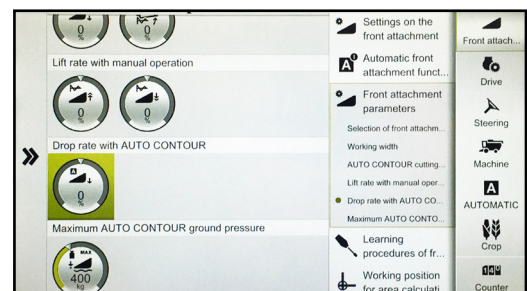 0
%
0
%
Lift rate with manual operation
0
%
0
%
Drop rate with AUTO CONTOUR
A
0
%
Maximum AUTO CONTOUR ground pressure
MAX
400
kg
Settings on the
front attachment
A
Automatic front
attachment funct...
Front attachment
parameters
Selection of front attachm...
Working width
AUTO CONTOUR cutting...
Lift rate with manual oper...
Drop rate with AUTO CO...
Maximum AUTO CONTO...
Learning
procedures of fr...
Working position
for area calculati...
Front attach...
Drive
Steering
Machine
A
AUTOMATIC
Crop
Counter